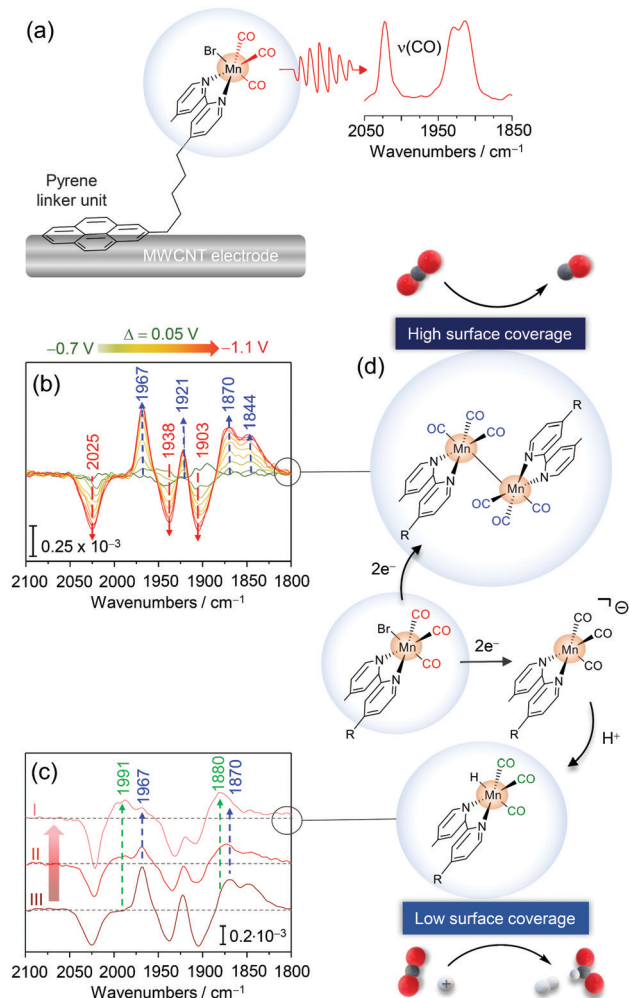 (a)
Br
CO
CO
Mn
CO
N
N
ν(CO)
2050
1950
1850
Wavenumbers / cm⁻¹
Pyrene
linker unit
MWCNT electrode
High surface coverage
Δ = 0.05 V
−0.7 V
−1.1 V
(b)
2025
1967
1938
1921
1903
1870
1844
0.25 x 10⁻³
2100 2050 2000 1950 1900 1850 1800
Wavenumbers / cm⁻¹
(d)
R
CO
OC
CO
Mn
N
N
N
Mn
N
OC
OC
CO
R
2e⁻
Br
CO
CO
Mn
CO
N
N
R
2e⁻
⊖
CO
CO
Mn
CO
N
N
R
H⁺
(c)
1991
1967
1880
1870
I
II
III
0.2·10⁻³
2100 2050 2000 1950 1900 1850 1800
Wavenumbers / cm⁻¹
H
CO
CO
Mn
CO
N
N
R
Low surface coverage
+